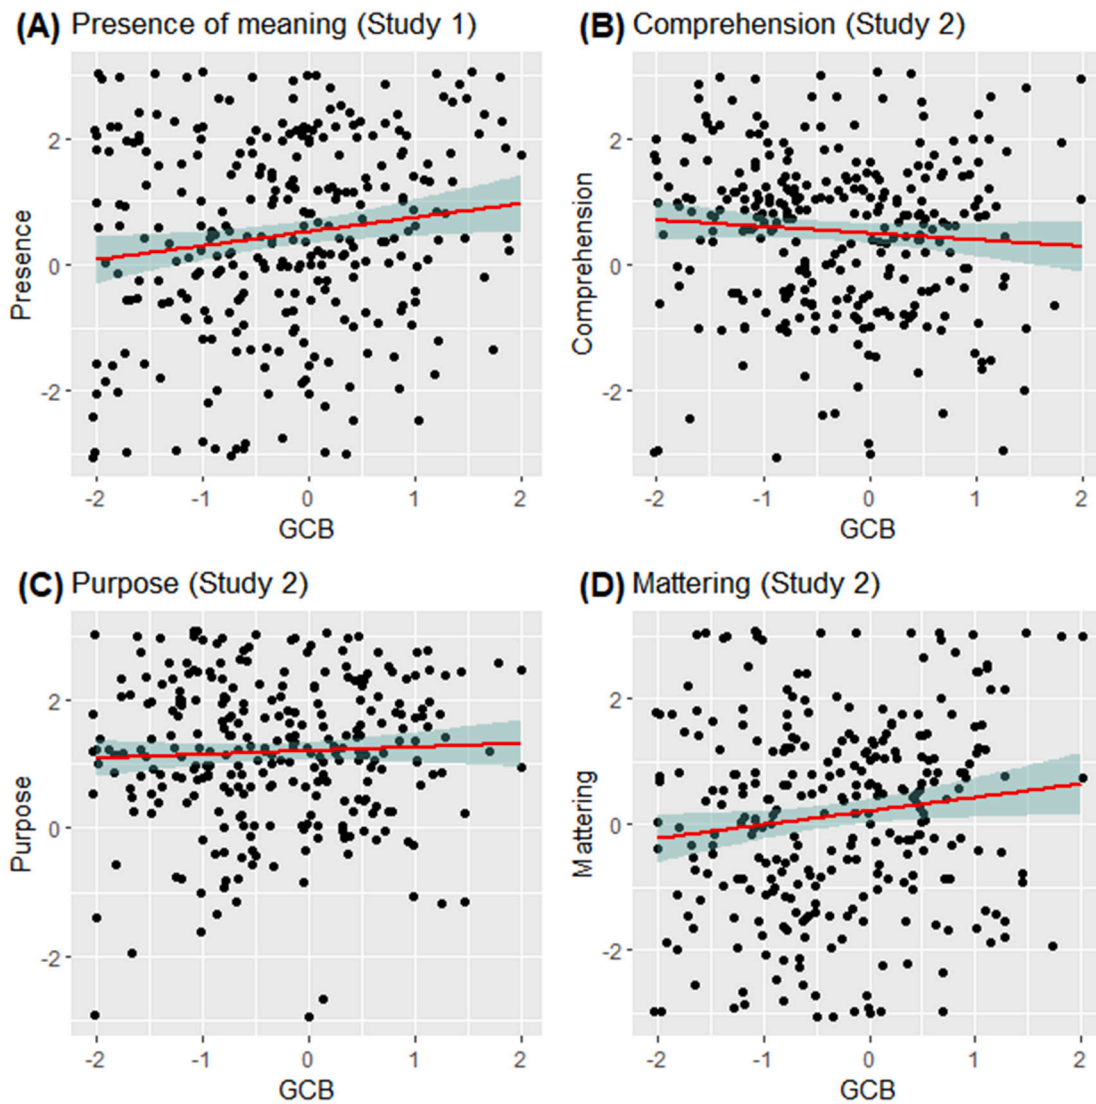 (A) Presence of meaning (Study 1)
Presence
2
0
-2
-2 -1 0 1 2
GCB
(B) Comprehension (Study 2)
Comprehension
2
0
-2
-2 -1 0 1 2
GCB
(C) Purpose (Study 2)
Purpose
2
0
-2
-2 -1 0 1 2
GCB
(D) Mattering (Study 2)
Mattering
2
0
-2
-2 -1 0 1 2
GCB